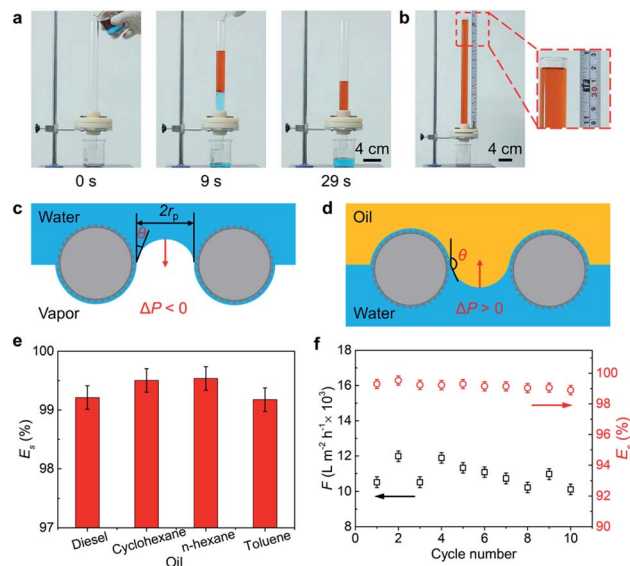 a
b
4 cm
4 cm
0 s
9 s
29 s
c
Water
2rₚ
θ
ΔP < 0
Vapor
d
Oil
θ
ΔP > 0
Water
e
100
99
98
97
Eₛ (%)
Diesel
Cyclohexane
n-hexane
Toluene
Oil
f
18
16
14
12
10
8
F (L m⁻² h⁻¹ × 10³)
100
98
96
94
92
90
Eₛ (%)
0
2
4
6
8
10
Cycle number